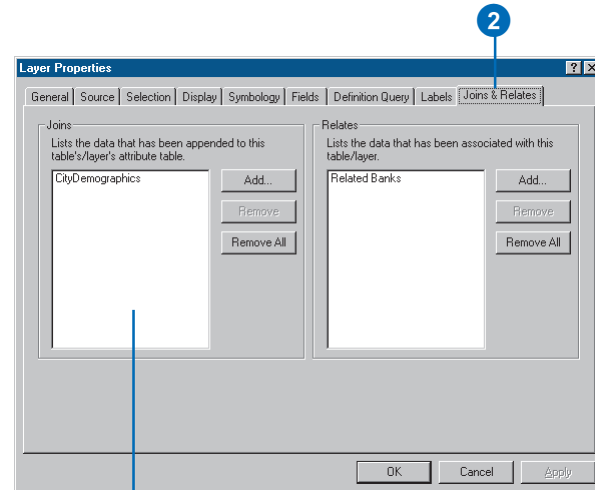 2
Layer Properties
General Source Selection Display Symbology Fields Definition Query Labels Joins & Relates
Joins
Lists the data that has been appended to this
table's/layer's attribute table.
CityDemographics
Add...
Remove
Remove All
Relates
Lists the data that has been associated with this
table/layer.
Related Banks
Add...
Remove
Remove All
OK Cancel Apply